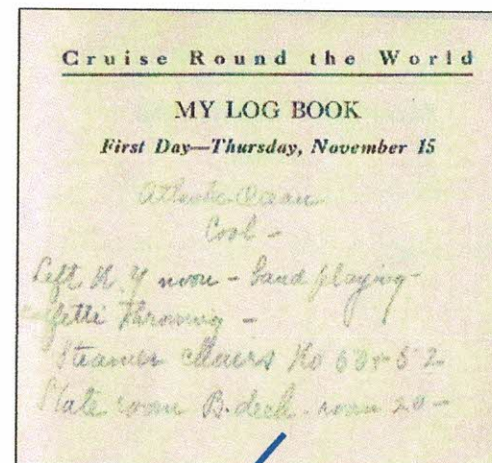 Cruise Round the World
MY LOG BOOK
First Day—Thursday, November 15
Atlantic Ocean
Cool -
Left N.Y noon - band playing -
fetti throwing -
Steamer chairs No 53 + 52
State room B. deck - room 20 -